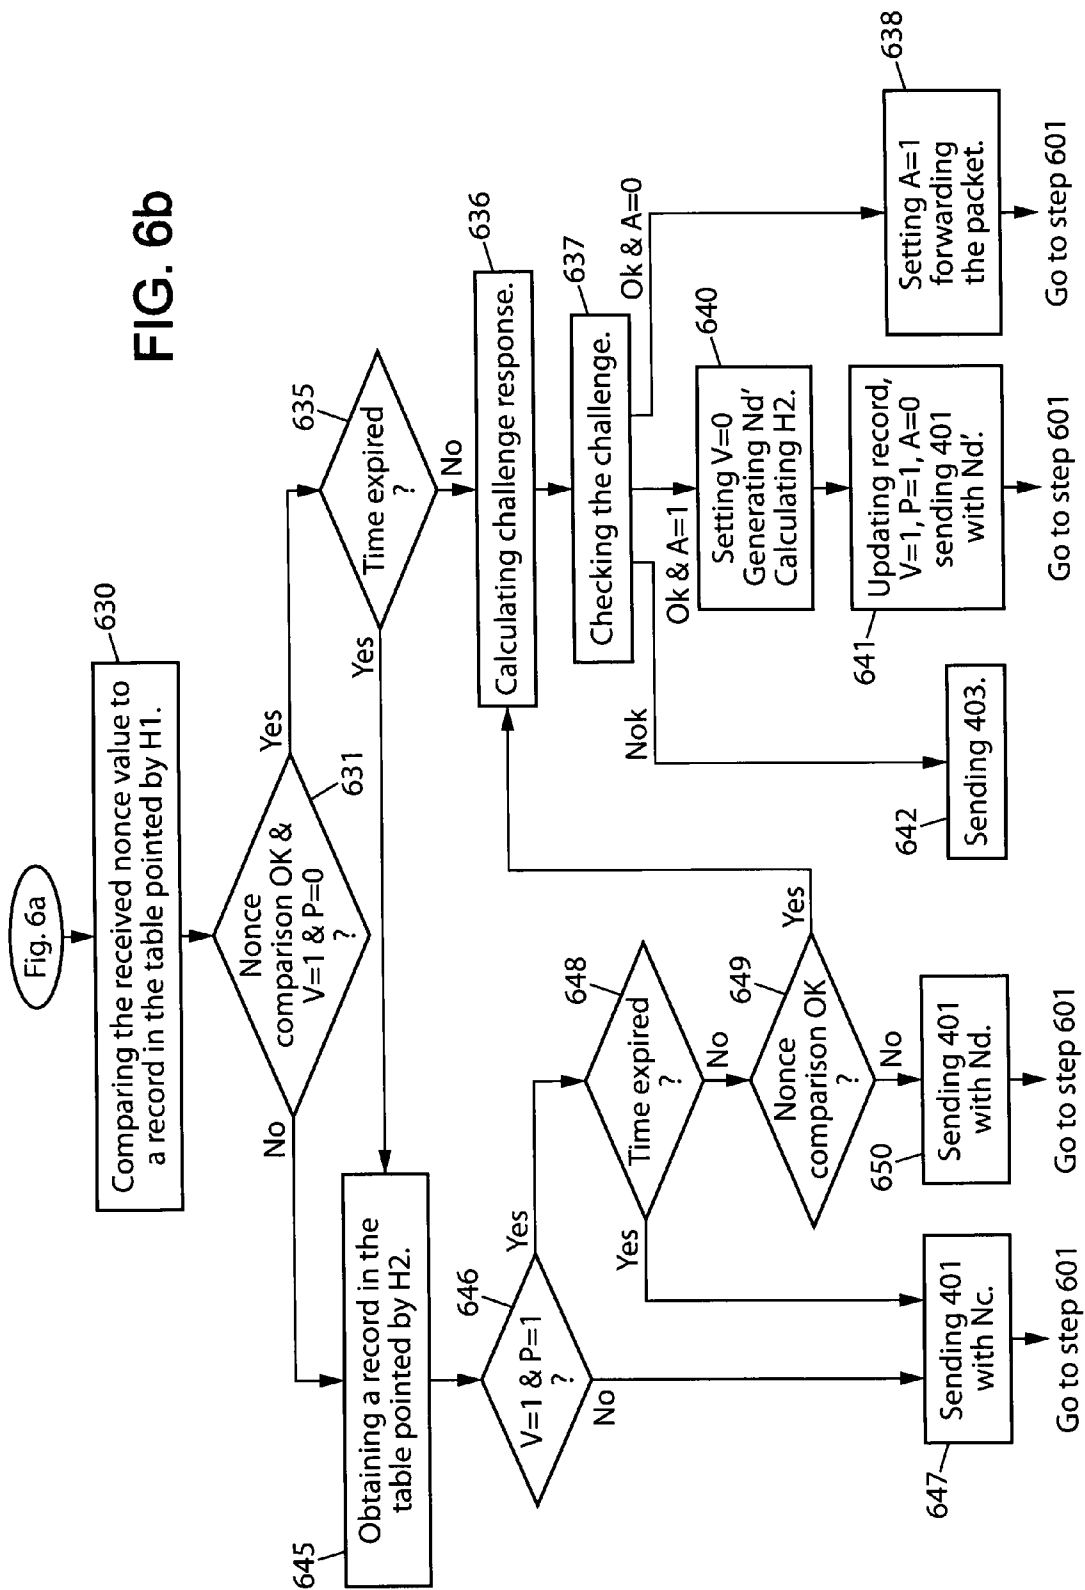 FIG. 6b
Fig. 6a
630
Comparing the received nonce value to
a record in the table pointed by H1.
Nonce
comparison OK &
V=1 & P=0
?
631
Yes
No
635
Time expired
?
Yes
No
645
Obtaining a record in the
table pointed by H2.
636
Calculating challenge response.
637
Checking the challenge.
Nok
Ok & A=1
Ok & A=0
646
V=1 & P=1
?
Yes
No
648
Time expired
?
Yes
No
649
Nonce
comparison OK
?
Yes
No
640
Setting V=0
Generating Nd'
Calculating H2.
638
Setting A=1
forwarding
the packet.
641
Updating record,
V=1, P=1, A=0
sending 401
with Nd'.
642
Sending 403.
650
Sending 401
with Nd.
647
Sending 401
with Nc.
Go to step 601
Go to step 601
Go to step 601
Go to step 601